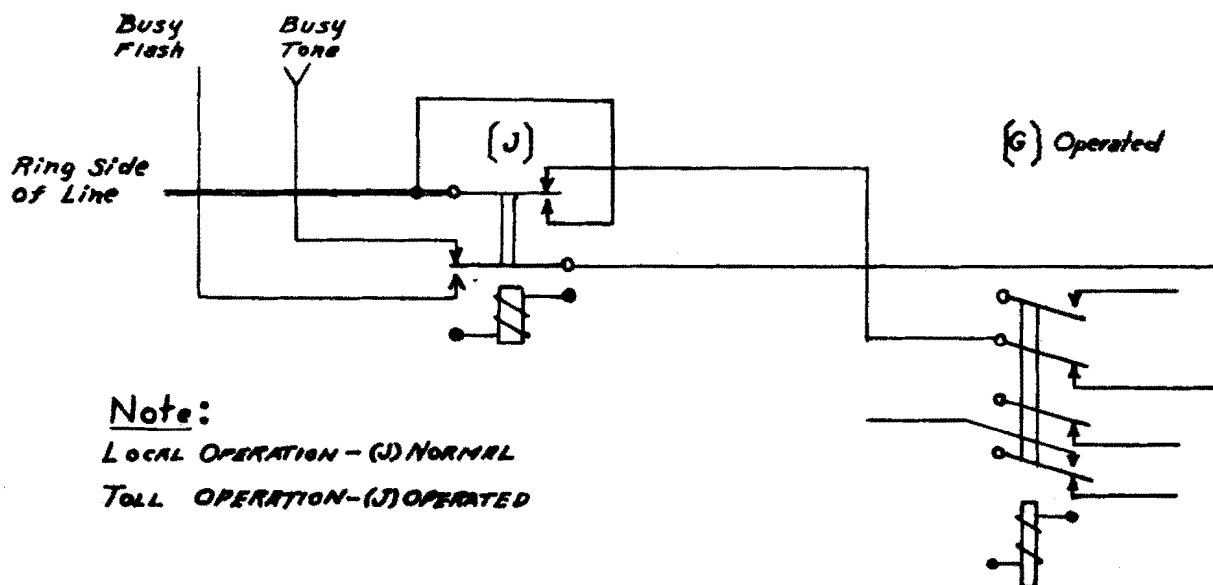 Busy
Flash
Busy
Tone
(J)
(G) Operated
Ring Side
of Line
Note:
LOCAL OPERATION - (J) NORMAL
TOLL OPERATION - (J) OPERATED